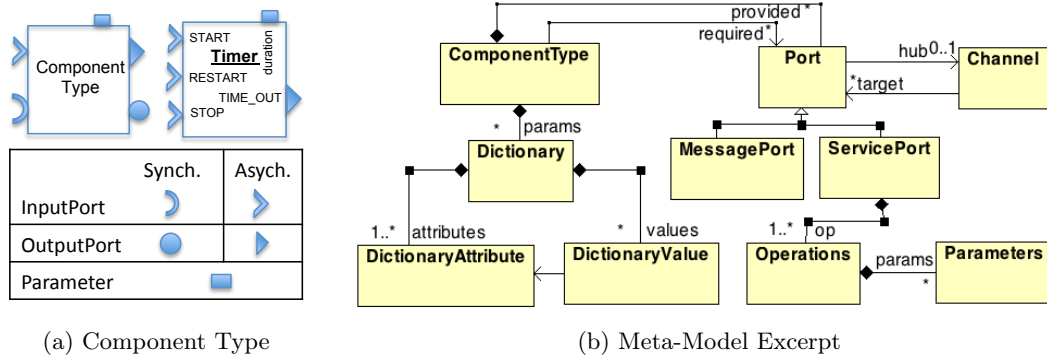 Component
Type
START
RESTART
STOP
Timer
TIME_OUT
duration
Synch.
Asych.
InputPort
OutputPort
Parameter
(a) Component Type
provided *
required *
ComponentType
Port
hub 0..1
Channel
* target
* params
Dictionary
MessagePort
ServicePort
1..* attributes
* values
1..* op
DictionaryAttribute
DictionaryValue
Operations
params
*
Parameters
(b) Meta-Model Excerpt